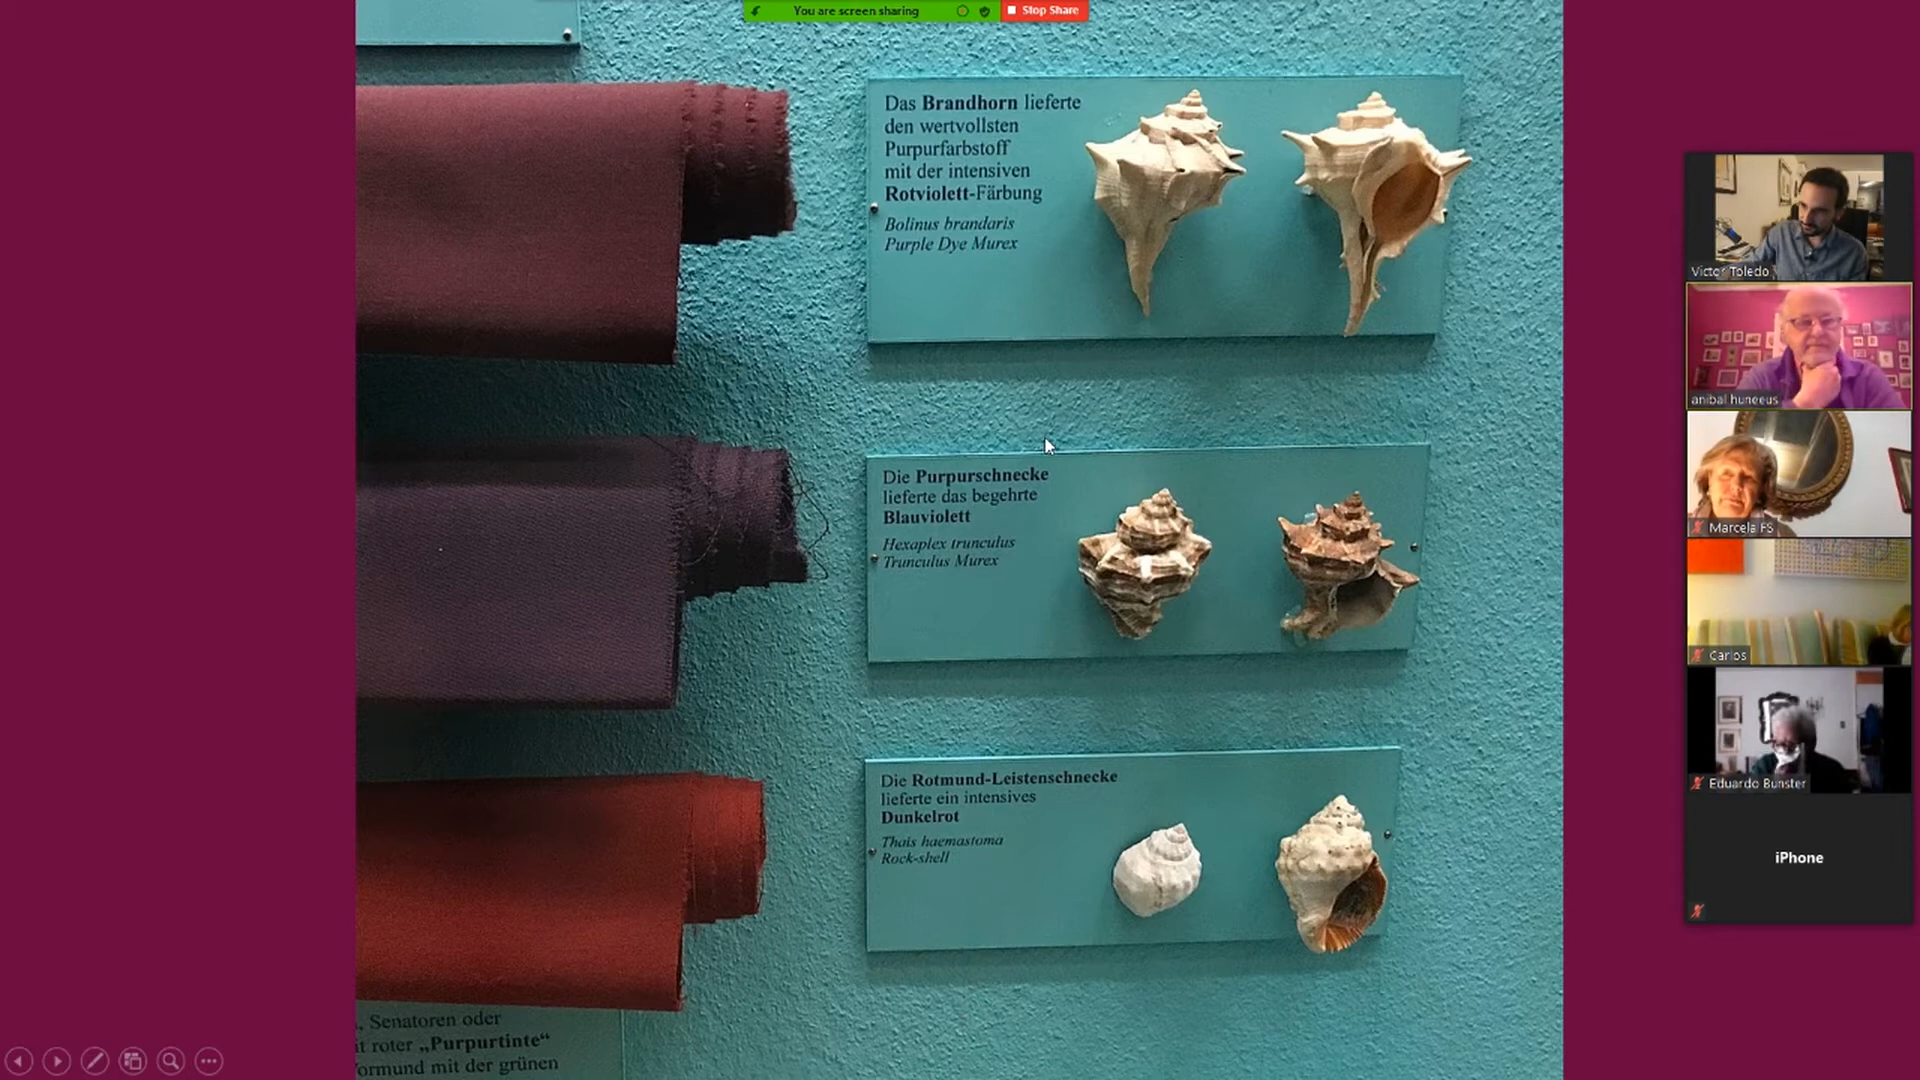 You are screen sharing
Stop Share
Das Brandhorn lieferte
den wertvollsten
Purpurfarbstoff
mit der intensiven
Rotviolett-Färbung
Bolinus brandaris
Purple Dye Murex
Die Purpurschnecke
lieferte das begehrte
Blauviolett
Hexaplex trunculus
Trunculus Murex
Die Rotmund-Leistenschnecke
lieferte ein intensives
Dunkelrot
Thais haemastoma
Rock-shell
, Senatoren oder
it roter „Purpurtinte“
ormund mit der grünen
Victor Toledo
anibal huneeus
Marcela FS
Carlos
Eduardo Bunster
iPhone